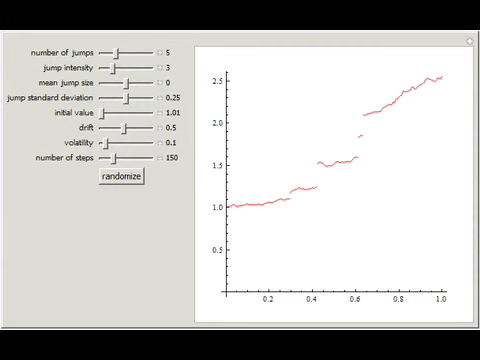 number of jumps 5
jump intensity 3
mean jump size 0
jump standard deviation 0.25
initial value 1.01
drift 0.5
volatility 0.1
number of steps 150
randomize
2.5
2.0
1.5
1.0
0.5
0.2 0.4 0.6 0.8 1.0